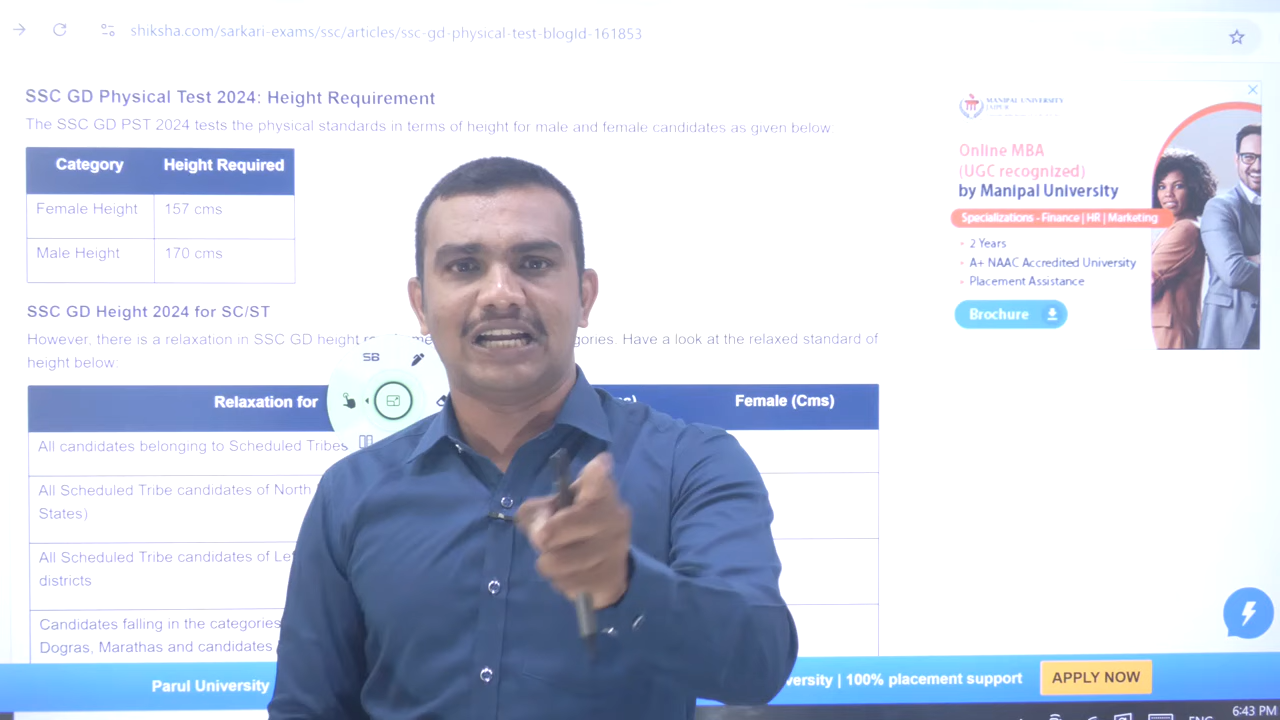 shiksha.com/sarkari-exams/ssc/articles/ssc-gd-physical-test-blogId-161853
SSC GD Physical Test 2024: Height Requirement
The SSC GD PST 2024 tests the physical standards in terms of height for male and female candidates as given below:
Category Height Required
Female Height 157 cms
Male Height 170 cms
SSC GD Height 2024 for SC/ST
However, there is a relaxation in SSC GD height Have a look at the relaxed standard of
height below:
SB
Relaxation for Female (Cms)
All candidates belonging to Scheduled Tribes
All Scheduled Tribe candidates of North
States)
All Scheduled Tribe candidates of
districts
Candidates falling in the categories
Dogras, Marathas and candidates
MANIPAL UNIVERSITY
JAIPUR
Online MBA
(UGC recognized)
by Manipal University
Specializations - Finance | HR | Marketing
• 2 Years
• A+ NAAC Accredited University
• Placement Assistance
Brochure
Parul University | 100% placement support APPLY NOW
ENG 6:43 PM